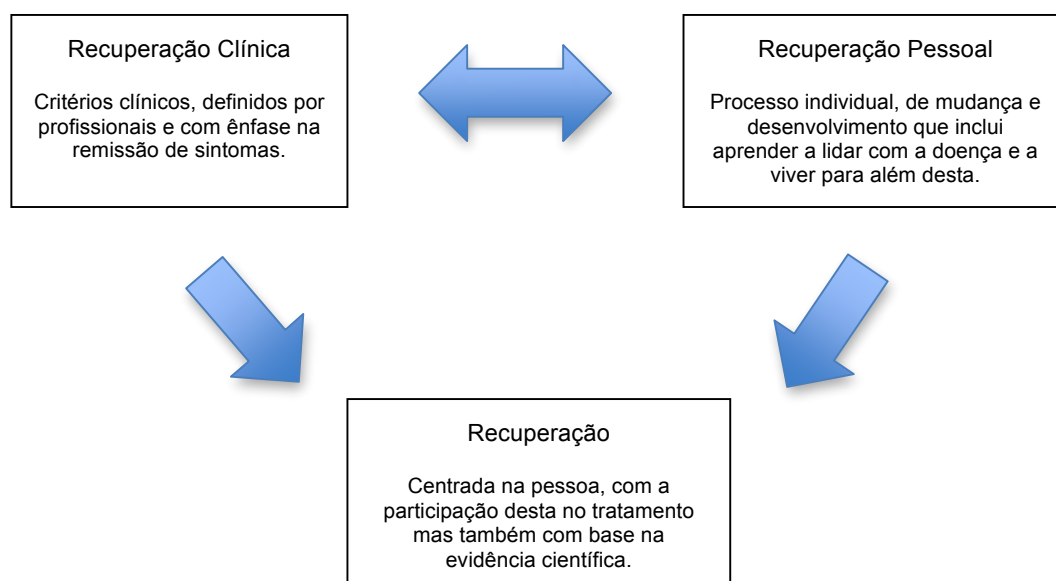 Recuperação Clínica
Critérios clínicos, definidos por
profissionais e com ênfase na
remissão de sintomas.
Recuperação Pessoal
Processo individual, de mudança e
desenvolvimento que inclui
aprender a lidar com a doença e a
viver para além desta.
Recuperação
Centrada na pessoa, com a
participação desta no tratamento
mas também com base na
evidência científica.